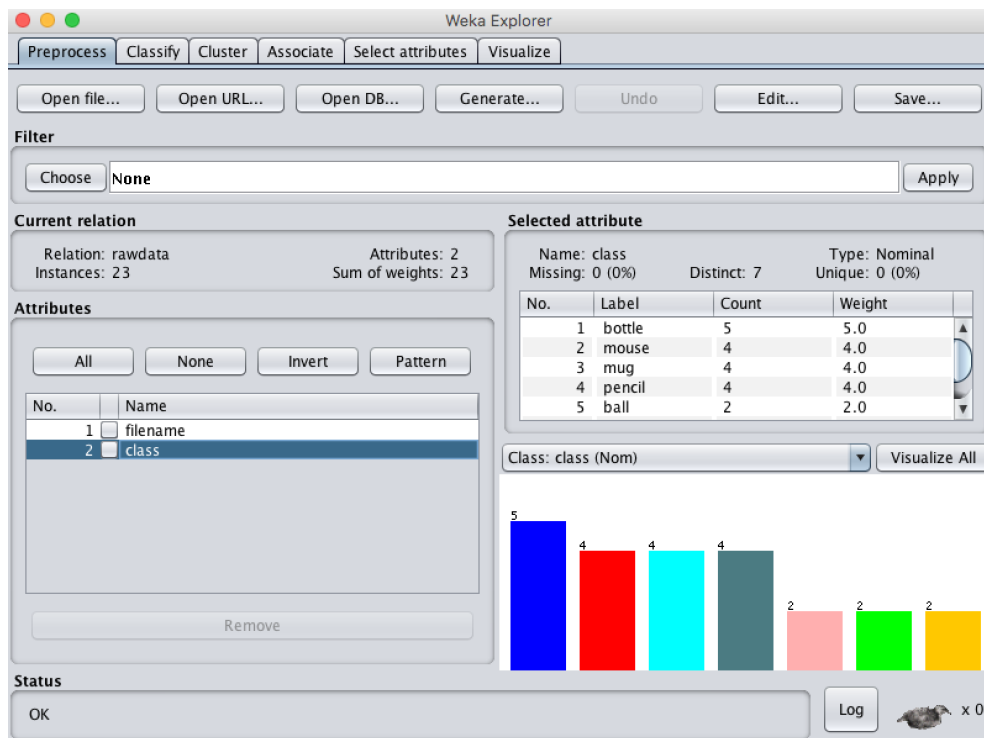 Weka Explorer
Preprocess Classify Cluster Associate Select attributes Visualize
Open file... Open URL... Open DB... Generate... Undo Edit... Save...
Filter
Choose None Apply
Current relation
Relation: rawdata Attributes: 2
Instances: 23 Sum of weights: 23
Attributes
All None Invert Pattern
No. Name
1 filename
2 class
Remove
Selected attribute
Name: class Type: Nominal
Missing: 0 (0%) Distinct: 7 Unique: 0 (0%)
No. Label Count Weight
1 bottle 5 5.0
2 mouse 4 4.0
3 mug 4 4.0
4 pencil 4 4.0
5 ball 2 2.0
Class: class (Nom) Visualize All
5 4 4 4 2 2 2
Status
OK Log x 0